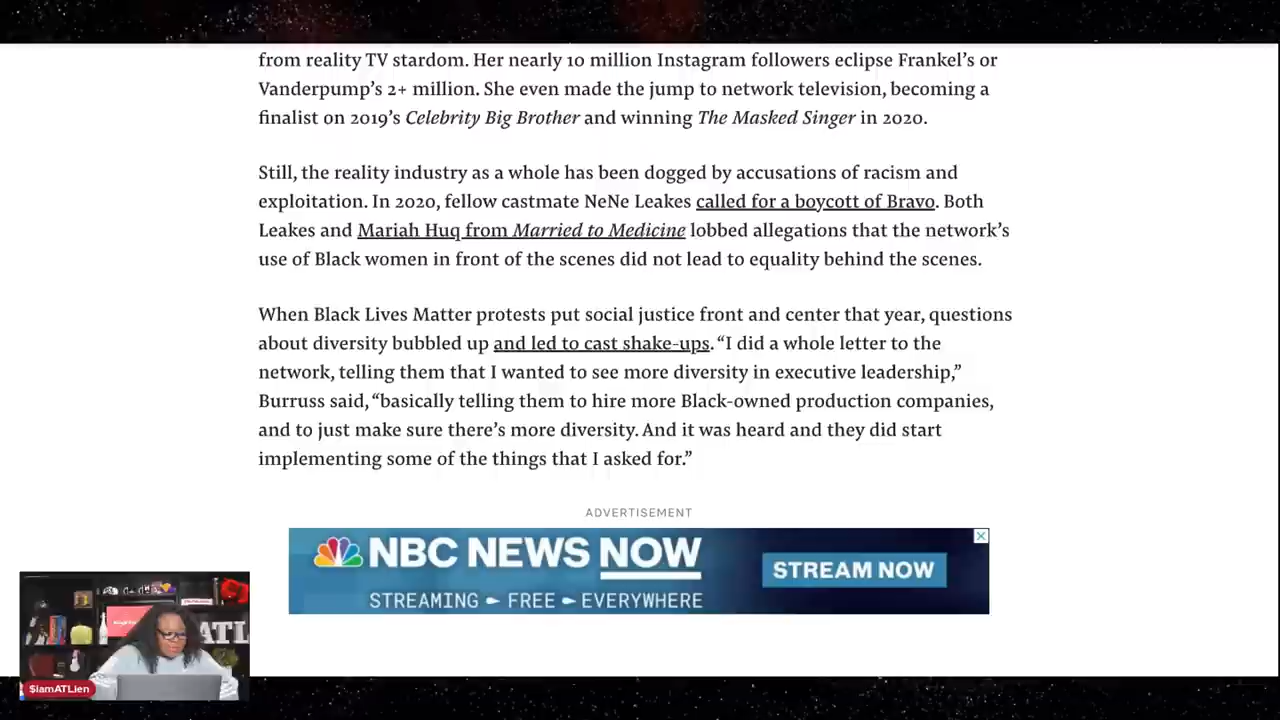 from reality TV stardom. Her nearly 10 million Instagram followers eclipse Frankel’s or
Vanderpump’s 2+ million. She even made the jump to network television, becoming a
finalist on 2019’s Celebrity Big Brother and winning The Masked Singer in 2020.
Still, the reality industry as a whole has been dogged by accusations of racism and
exploitation. In 2020, fellow castmate NeNe Leakes called for a boycott of Bravo. Both
Leakes and Mariah Huq from Married to Medicine lobbed allegations that the network’s
use of Black women in front of the scenes did not lead to equality behind the scenes.
When Black Lives Matter protests put social justice front and center that year, questions
about diversity bubbled up and led to cast shake-ups. “I did a whole letter to the
network, telling them that I wanted to see more diversity in executive leadership,”
Burruss said, “basically telling them to hire more Black-owned production companies,
and to just make sure there’s more diversity. And it was heard and they did start
implementing some of the things that I asked for.”
ADVERTISEMENT
NBC NEWS NOW
STREAMING FREE EVERYWHERE
STREAM NOW
ATL
$iamATLien